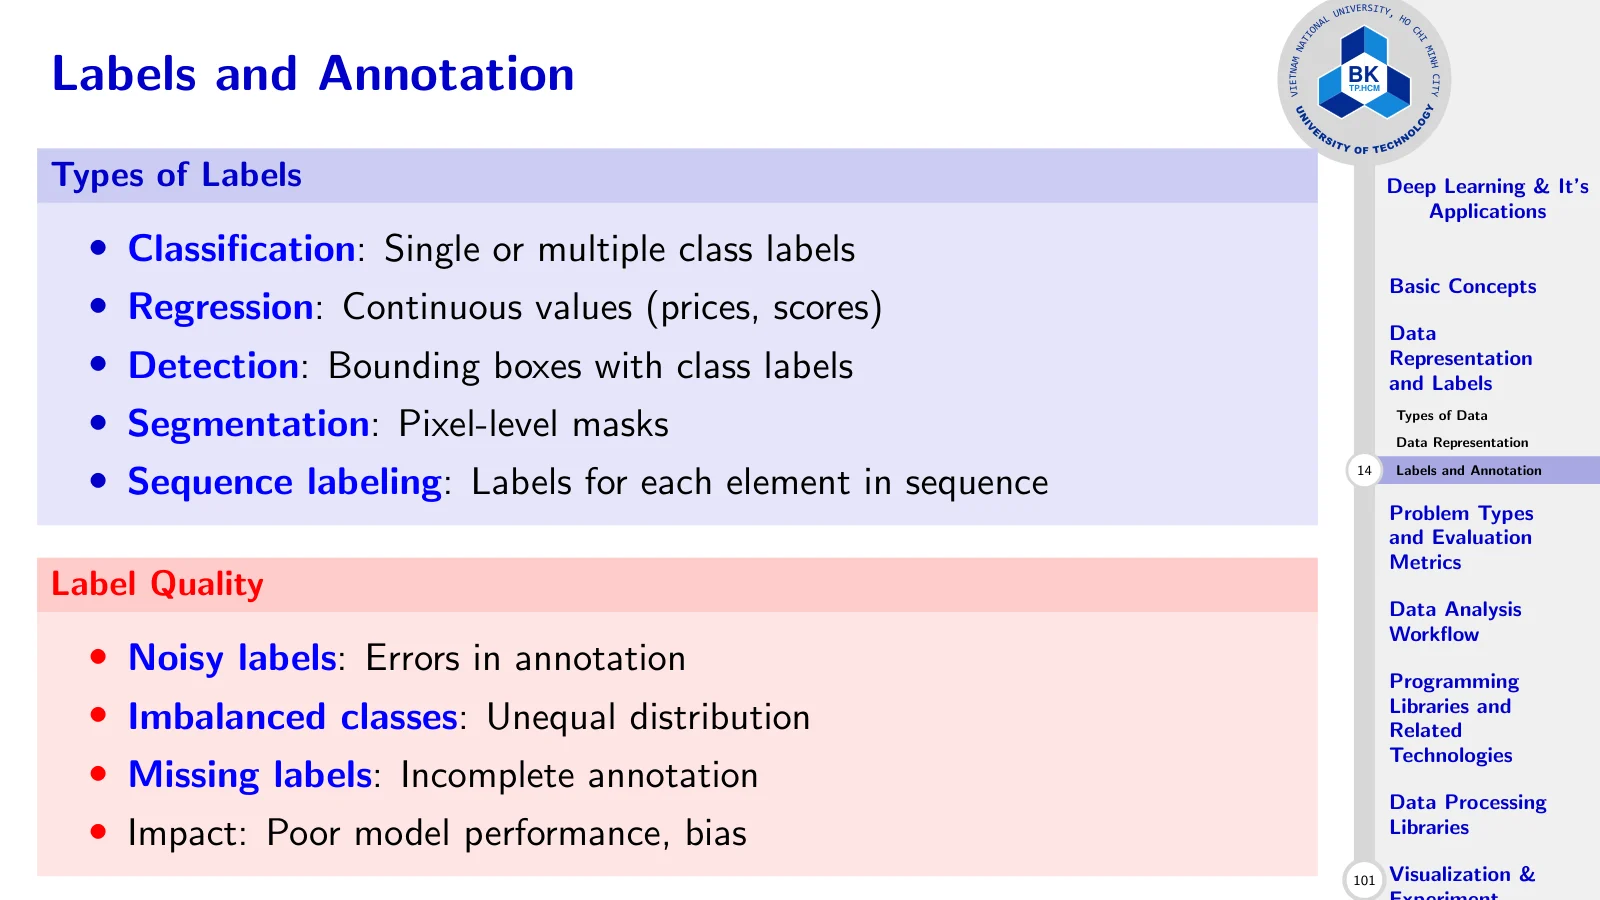 Labels and Annotation
Types of Labels
• Classification: Single or multiple class labels
• Regression: Continuous values (prices, scores)
• Detection: Bounding boxes with class labels
• Segmentation: Pixel-level masks
• Sequence labeling: Labels for each element in sequence
Label Quality
• Noisy labels: Errors in annotation
• Imbalanced classes: Unequal distribution
• Missing labels: Incomplete annotation
• Impact: Poor model performance, bias
VIETNAM NATIONAL UNIVERSITY, HO CHI MINH CITY
BK
TP.HCM
UNIVERSITY OF TECHNOLOGY
Deep Learning & It's
Applications
Basic Concepts
Data
Representation
and Labels
Types of Data
Data Representation
14
Labels and Annotation
Problem Types
and Evaluation
Metrics
Data Analysis
Workflow
Programming
Libraries and
Related
Technologies
Data Processing
Libraries
101
Visualization &
Experiment